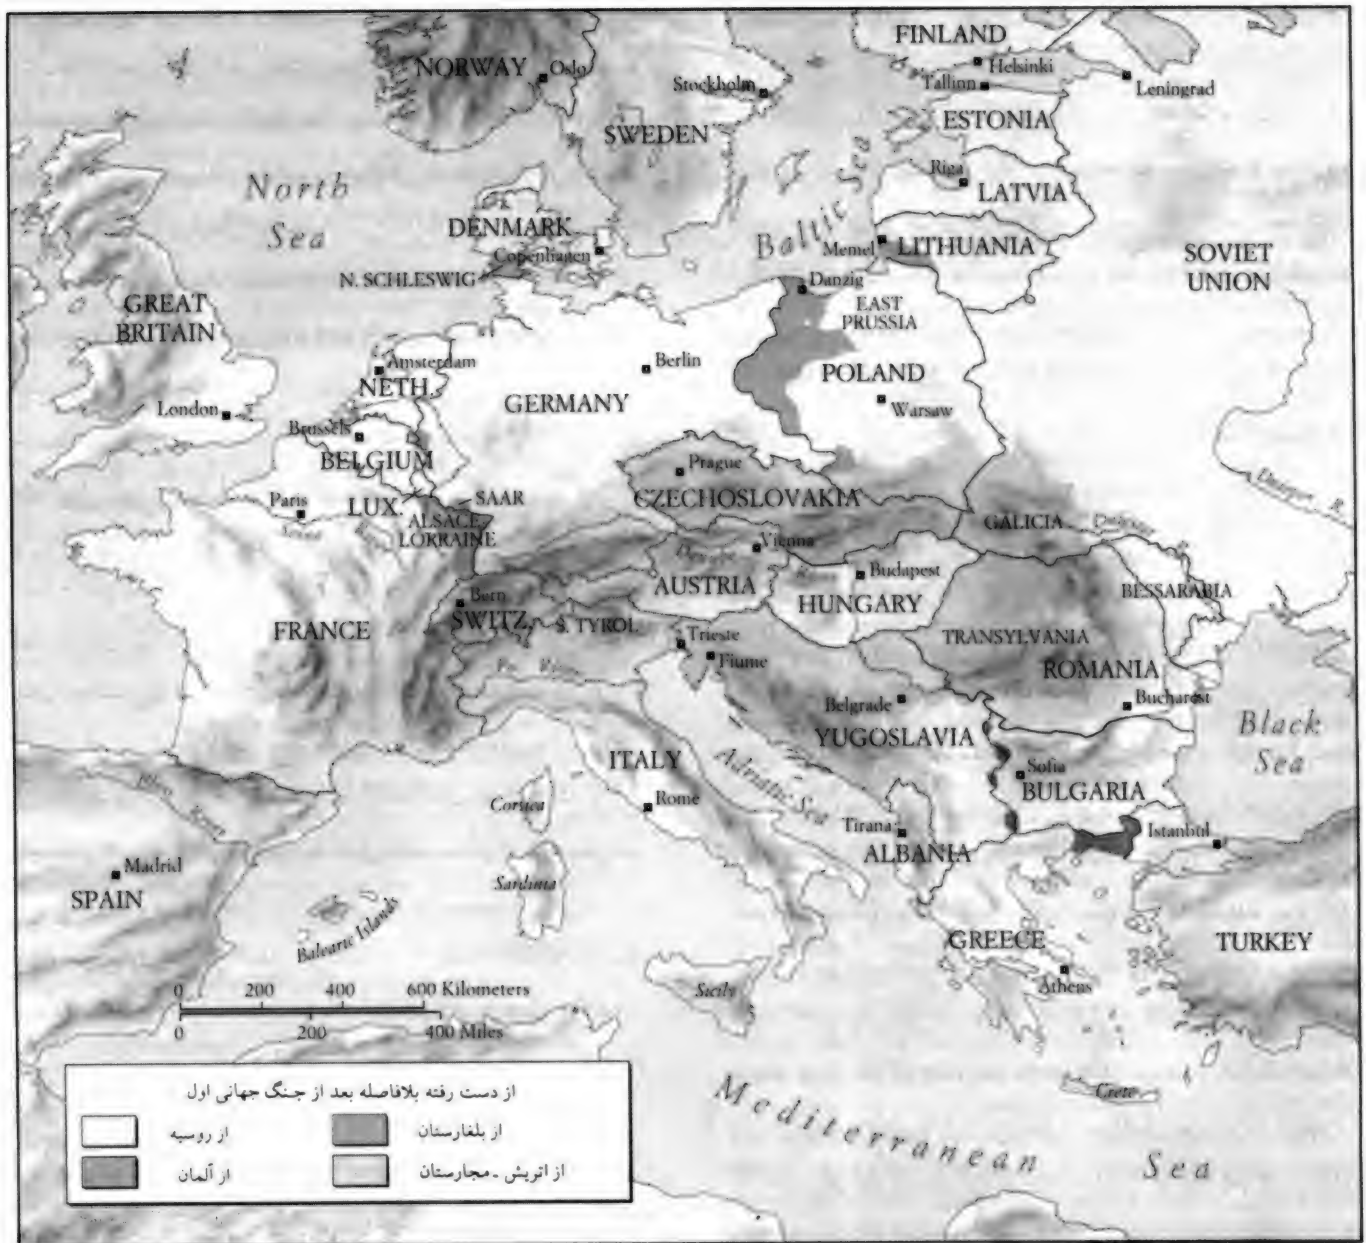 FINLAND
Helsinki
Tallinn
Leningrad
NORWAY
Oslo
Stockholm
SWEDEN
ESTONIA
Riga
LATVIA
North
Sea
Baltic Sea
DENMARK
Copenhagen
Memel
LITHUANIA
SOVIET
UNION
N. SCHLESWIG
Danzig
EAST
PRUSSIA
GREAT
BRITAIN
Amsterdam
NETH.
Berlin
GERMANY
POLAND
Warsaw
London
Brussels
BELGIUM
Prague
CZECHOSLOVAKIA
Dnieper R.
Paris
LUX.
SAAR
Seine
ALSACE
LORRAINE
GALICIA
Vienna
Danube
AUSTRIA
Budapest
HUNGARY
BESSARABIA
Bern
SWITZ.
S. TYROL
FRANCE
Trieste
Fiume
TRANSYLVANIA
ROMANIA
Belgrade
Bucharest
YUGOSLAVIA
Black
Sea
ITALY
Adriatic Sea
Sofia
BULGARIA
Corsica
Rome
Tirana
ALBANIA
Istanbul
Madrid
SPAIN
Sardinia
Balearic Islands
GREECE
Athens
TURKEY
Sicily
0 200 400 600 Kilometers
0 200 400 Miles
Crete
Mediterranean Sea
از دست رفته بلافاصله بعد از جنگ جهانی اول
از روسیه
از بلغارستان
از آلمان
از اتریش ـ مجارستان